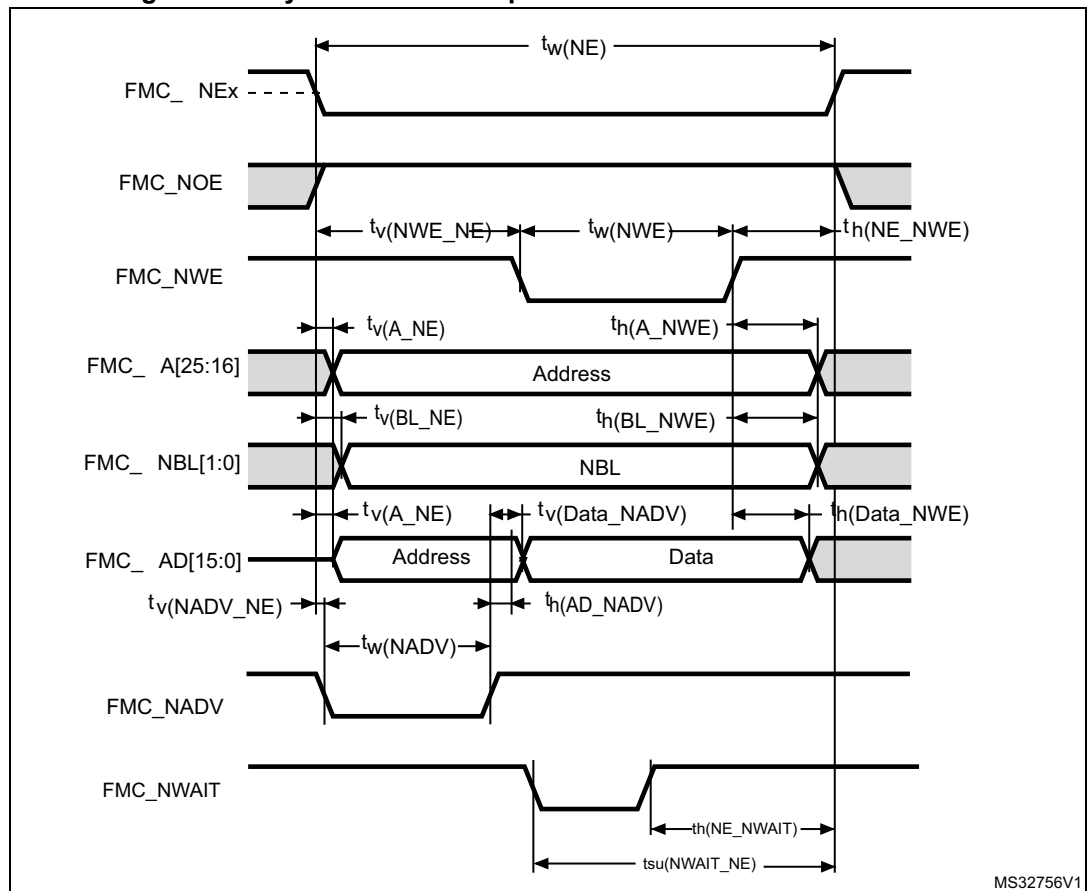 tw(NE)
FMC_ NEx
FMC_NOE
tv(NWE_NE) tw(NWE) th(NE_NWE)
FMC_NWE
tv(A_NE) th(A_NWE)
FMC_ A[25:16] Address
tv(BL_NE) th(BL_NWE)
FMC_ NBL[1:0] NBL
tv(A_NE) tv(Data_NADV) th(Data_NWE)
FMC_ AD[15:0] Address Data
tv(NADV_NE) th(AD_NADV)
tw(NADV)
FMC_NADV
FMC_NWAIT
th(NE_NWAIT)
tsu(NWAIT_NE)
MS32756V1